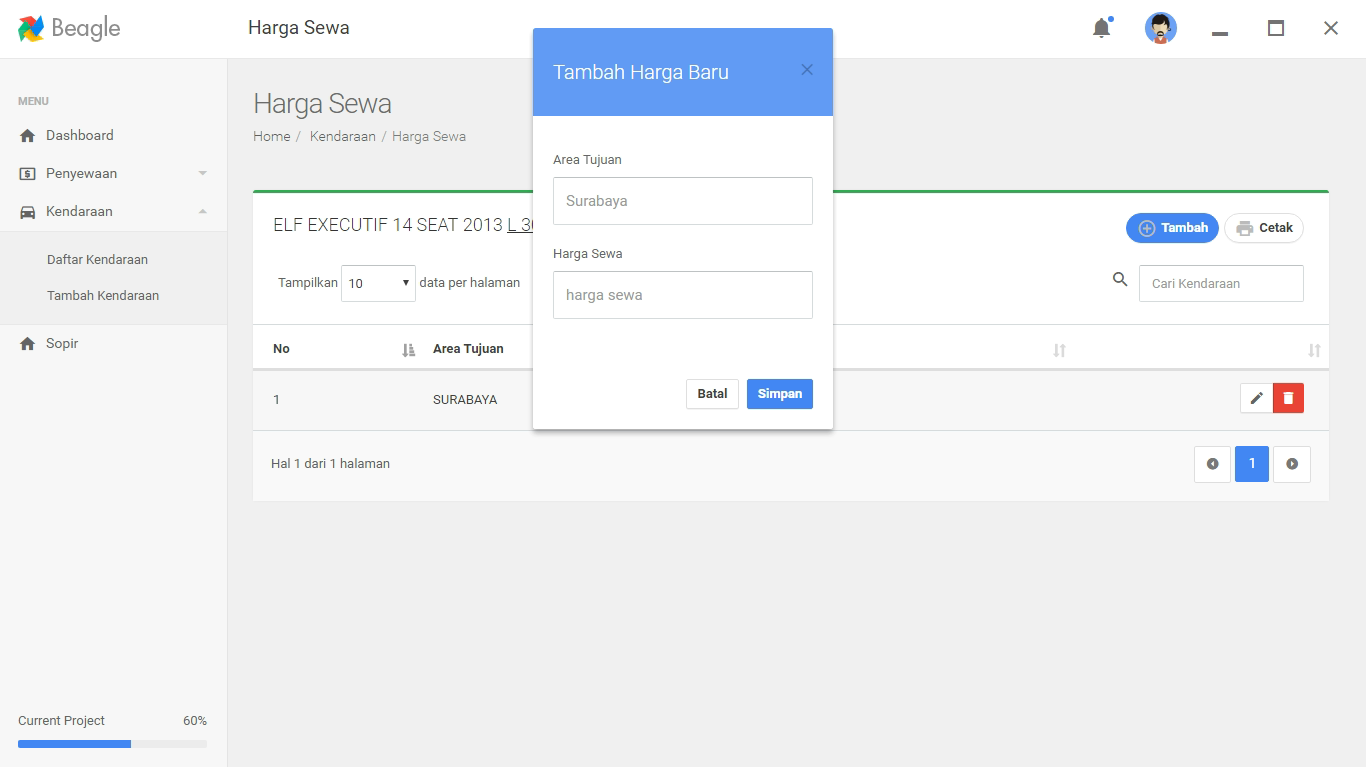 Beagle
Harga Sewa
MENU
Dashboard
Penyewaan
Kendaraan
Daftar Kendaraan
Tambah Kendaraan
Sopir
Current Project 60%
Harga Sewa
Home / Kendaraan / Harga Sewa
ELF EXECUTIF 14 SEAT 2013 L 30
Tambah Cetak
Tampilkan 10 data per halaman
Cari Kendaraan
No Area Tujuan
1 SURABAYA
Hal 1 dari 1 halaman
1
Tambah Harga Baru
Area Tujuan
Surabaya
Harga Sewa
harga sewa
Batal Simpan